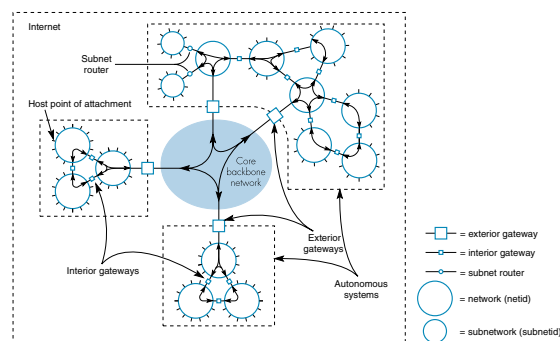 Internet
Subnet
router
Host point of attachment
Core
backbone
network
Interior gateways
Exterior
gateways
Autonomous
systems
= exterior gateway
= interior gateway
= subnet router
= network (netid)
= subnetwork (subnetid)